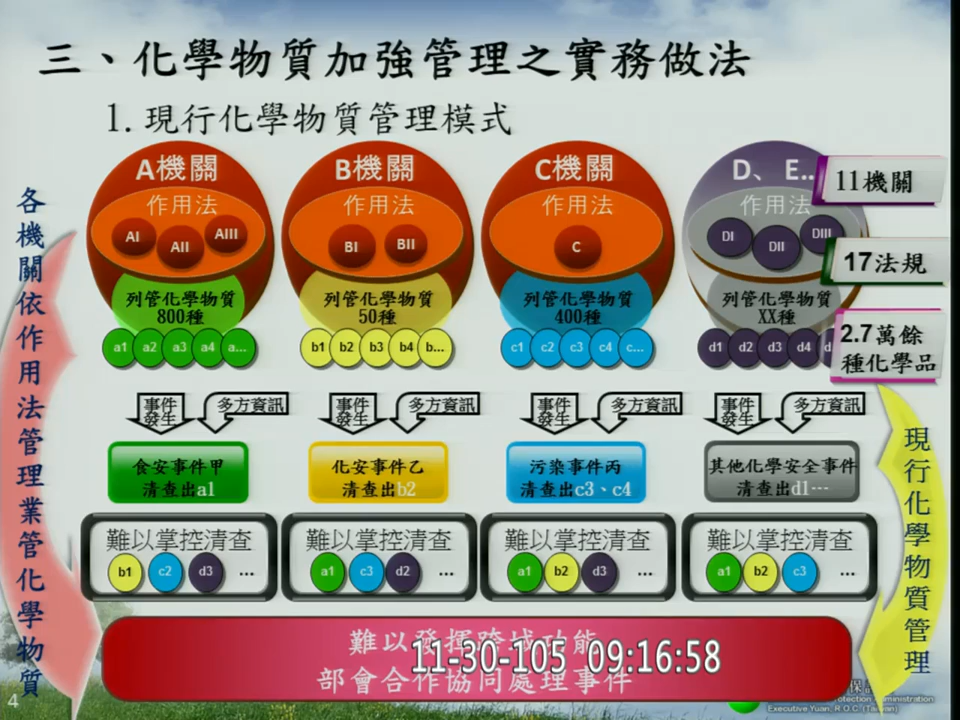 三、化學物質加強管理之實務做法
1.現行化學物質管理模式
各機關依作用法管理業管化學物質
A機關
作用法
AI
AII
AIII
列管化學物質
800種
a1 a2 a3 a4 a...
B機關
作用法
BI
BII
列管化學物質
50種
b1 b2 b3 b4 b...
C機關
作用法
C
列管化學物質
400種
c1 c2 c3 c4 c...
D、E..
作用法
DI
DII
DIII
列管化學物質
XX種
d1 d2 d3 d4 d
11機關
17法規
2.7萬餘
種化學品
事件
發生
多方資訊
事件
發生
多方資訊
事件
發生
多方資訊
事件
發生
多方資訊
食安事件甲
清查出a1
化安事件乙
清查出b2
污染事件丙
清查出c3、c4
其他化學安全事件
清查出d1…
難以掌控清查
b1 c2 d3 ...
難以掌控清查
a1 c3 d2 ...
難以掌控清查
a1 b2 d3 ...
難以掌控清查
a1 b2 c3 ...
現行化學物質管理
難以發揮跨域功能
部會合作協同處理事件
11-30-105 09:16:58
4
保
otection Administration
Executive Yuan, R.O.C. (Taiwan)